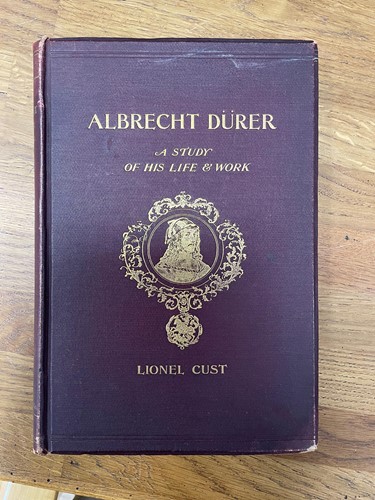 ALBRECHT DÜRER
A STUDY
OF HIS LIFE & WORK
LIONEL CUST